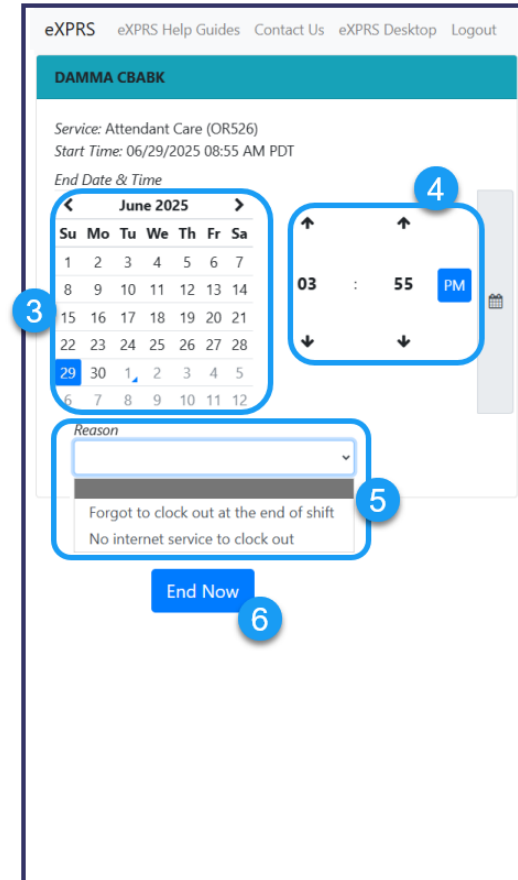 eXPRS eXPRS Help Guides Contact Us eXPRS Desktop Logout
DAMMA CBABK
Service: Attendant Care (OR526)
Start Time: 06/29/2025 08:55 AM PDT
End Date & Time
June 2025
Su Mo Tu We Th Fr Sa
1 2 3 4 5 6 7
8 9 10 11 12 13 14
15 16 17 18 19 20 21
22 23 24 25 26 27 28
29 30 1 2 3 4 5
6 7 8 9 10 11 12
3
4
03 : 55 PM
Reason
Forgot to clock out at the end of shift
No internet service to clock out
5
End Now
6